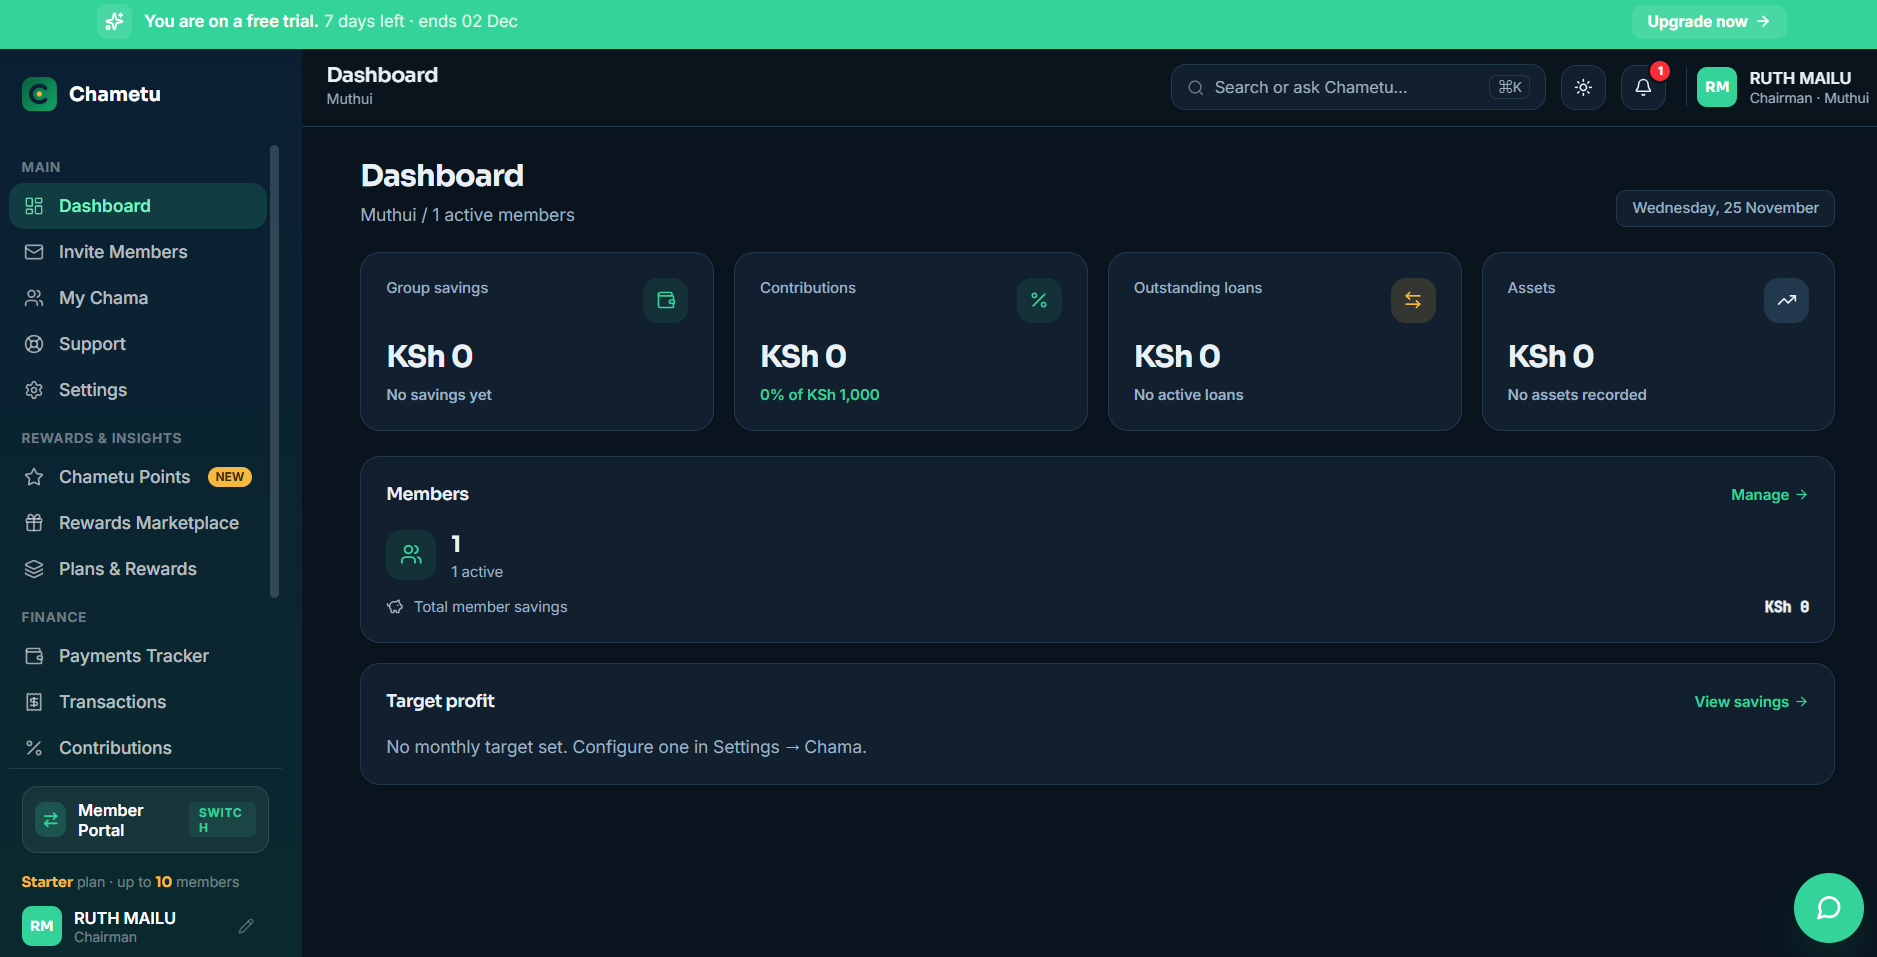 You are on a free trial. 7 days left · ends 02 Dec
Upgrade now →
Chametu
MAIN
Dashboard
Invite Members
My Chama
Support
Settings
REWARDS & INSIGHTS
Chametu Points NEW
Rewards Marketplace
Plans & Rewards
FINANCE
Payments Tracker
Transactions
Contributions
Member
Portal
SWITC
H
Starter plan · up to 10 members
RM
RUTH MAILU
Chairman
Dashboard
Muthui
Search or ask Chametu... ⌘K
1
RM
RUTH MAILU
Chairman · Muthui
Dashboard
Muthui / 1 active members
Wednesday, 25 November
Group savings
KSh 0
No savings yet
Contributions
KSh 0
0% of KSh 1,000
Outstanding loans
KSh 0
No active loans
Assets
KSh 0
No assets recorded
Members
Manage →
1
1 active
Total member savings
KSh 0
Target profit
View savings →
No monthly target set. Configure one in Settings → Chama.